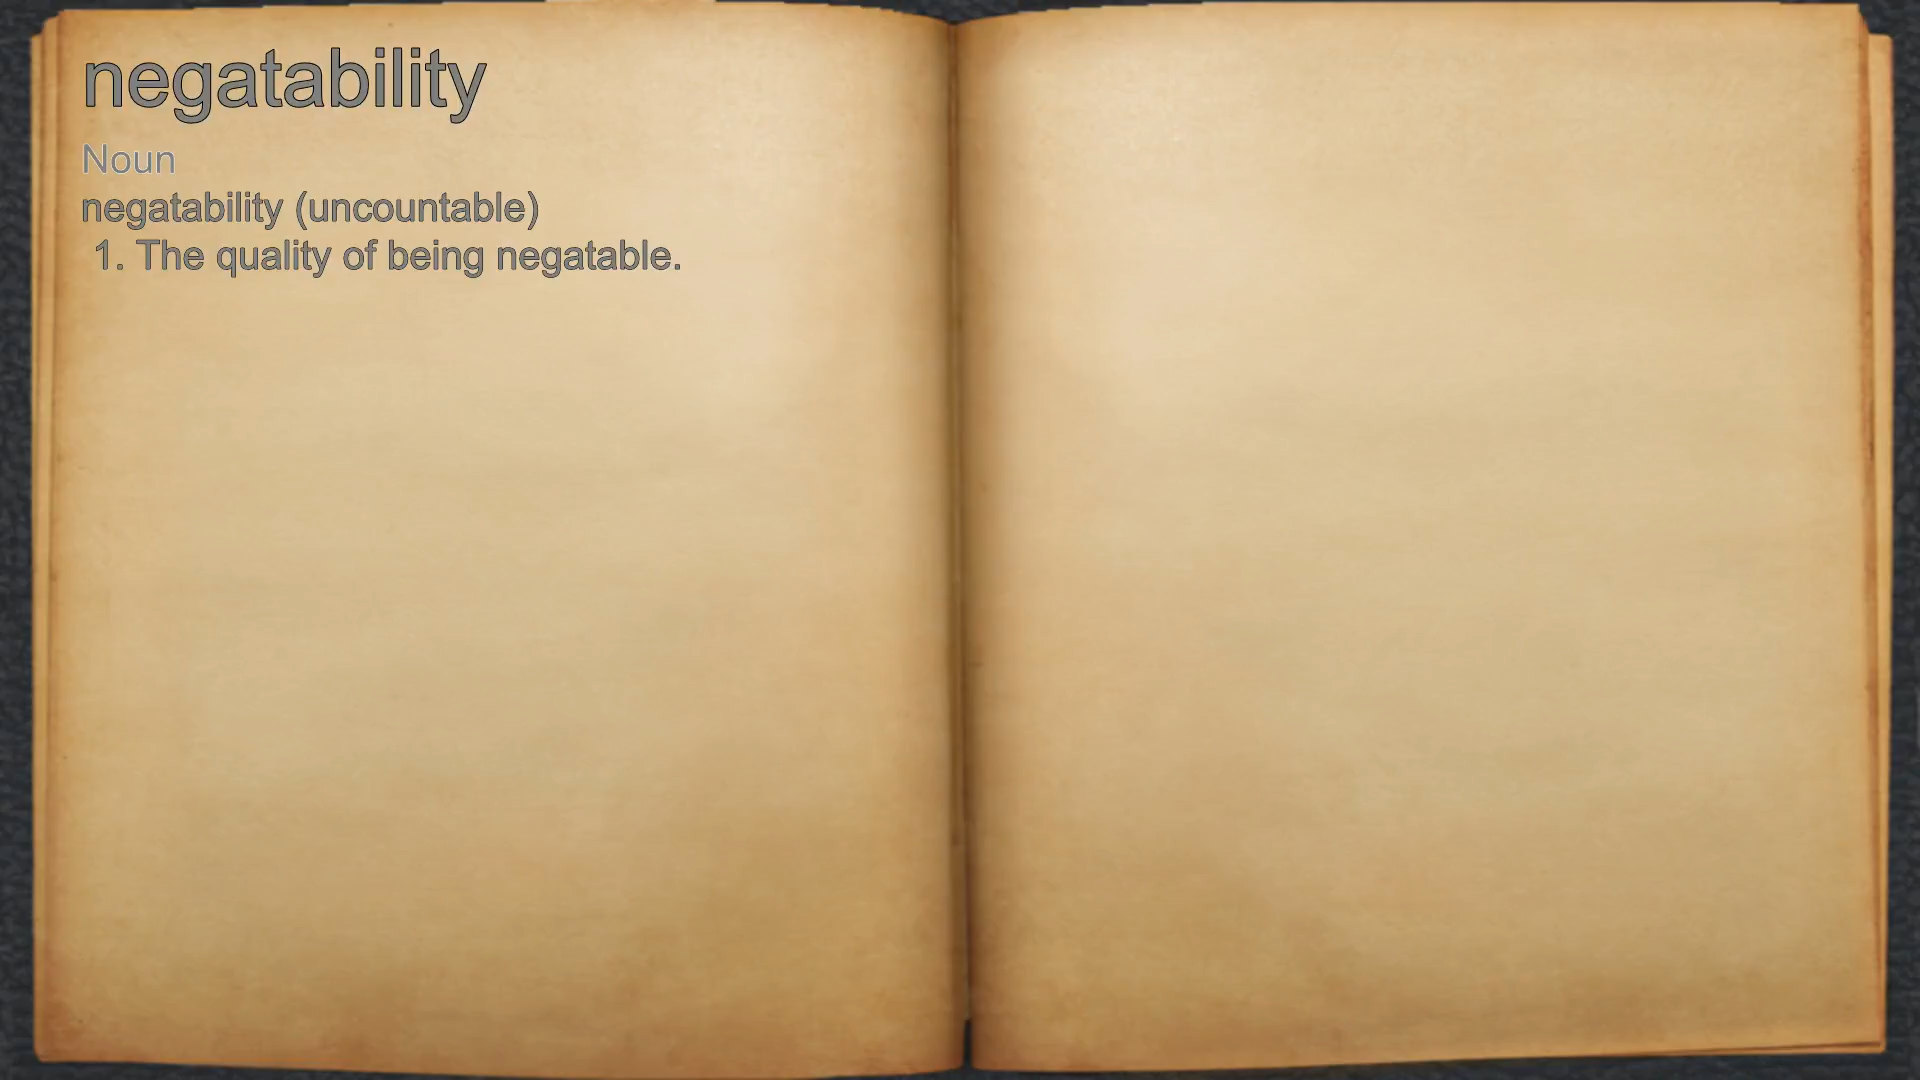 negatability
Noun
negatability (uncountable)
1. The quality of being negatable.